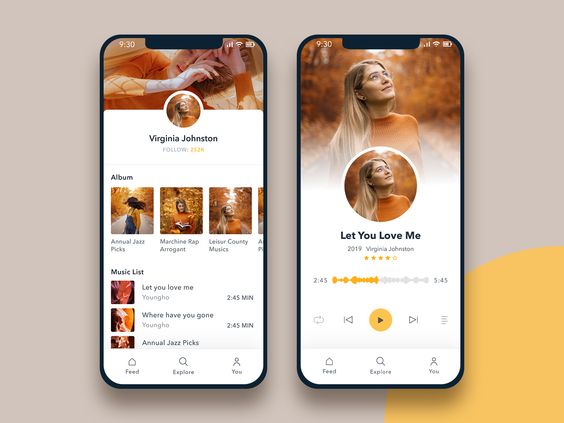 9:30
Virginia Johnston
FOLLOW: 252K
Album
Annual Jazz
Picks
Marchine Rap
Arrogant
Leisur County
Musics
Music List
Let you love me
Youngho
2:45 MIN
Where have you gone
Youngho
2:45 MIN
Annual Jazz Picks
Feed
Explore
You
9:30
Let You Love Me
2019 Virginia Johnston
2:45
5:45
Feed
Explore
You